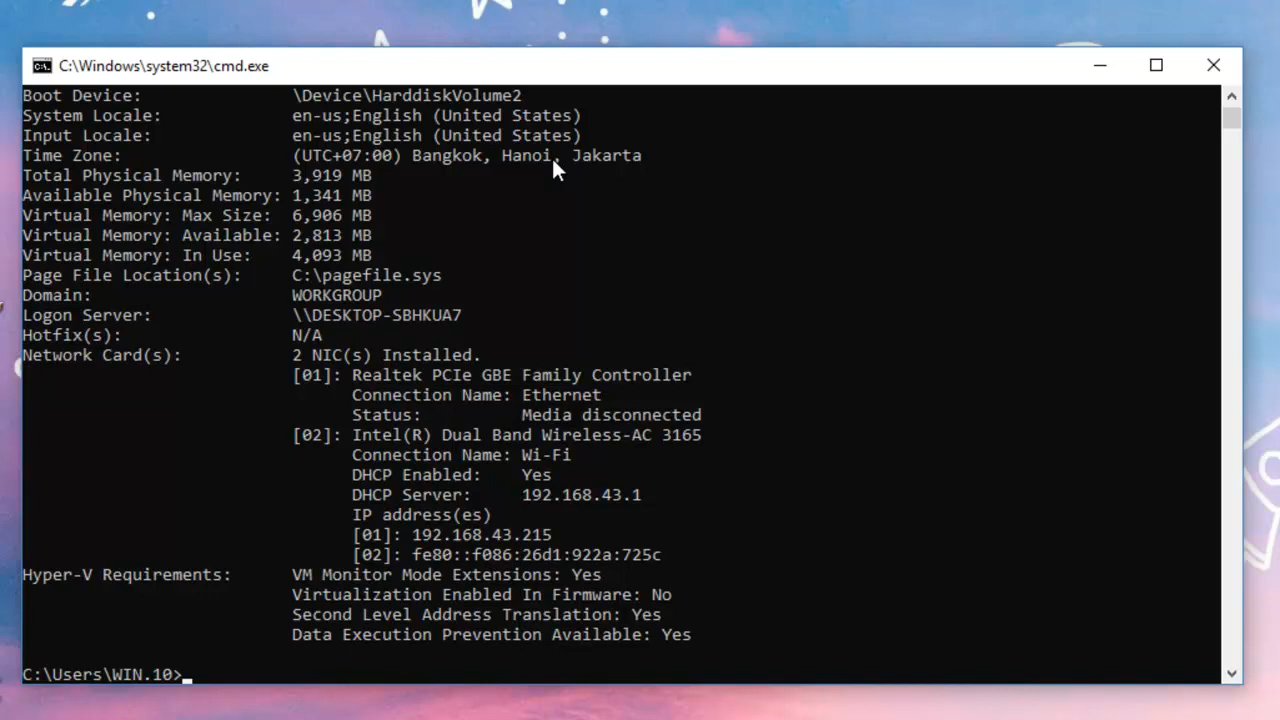 C:\Windows\system32\cmd.exe
Boot Device: \Device\HarddiskVolume2
System Locale: en-us;English (United States)
Input Locale: en-us;English (United States)
Time Zone: (UTC+07:00) Bangkok, Hanoi, Jakarta
Total Physical Memory: 3,919 MB
Available Physical Memory: 1,341 MB
Virtual Memory: Max Size: 6,906 MB
Virtual Memory: Available: 2,813 MB
Virtual Memory: In Use: 4,093 MB
Page File Location(s): C:\pagefile.sys
Domain: WORKGROUP
Logon Server: \\DESKTOP-SBHKUA7
Hotfix(s): N/A
Network Card(s): 2 NIC(s) Installed.
[01]: Realtek PCIe GBE Family Controller
Connection Name: Ethernet
Status: Media disconnected
[02]: Intel(R) Dual Band Wireless-AC 3165
Connection Name: Wi-Fi
DHCP Enabled: Yes
DHCP Server: 192.168.43.1
IP address(es)
[01]: 192.168.43.215
[02]: fe80::f086:26d1:922a:725c
Hyper-V Requirements: VM Monitor Mode Extensions: Yes
Virtualization Enabled In Firmware: No
Second Level Address Translation: Yes
Data Execution Prevention Available: Yes
C:\Users\WIN.10>